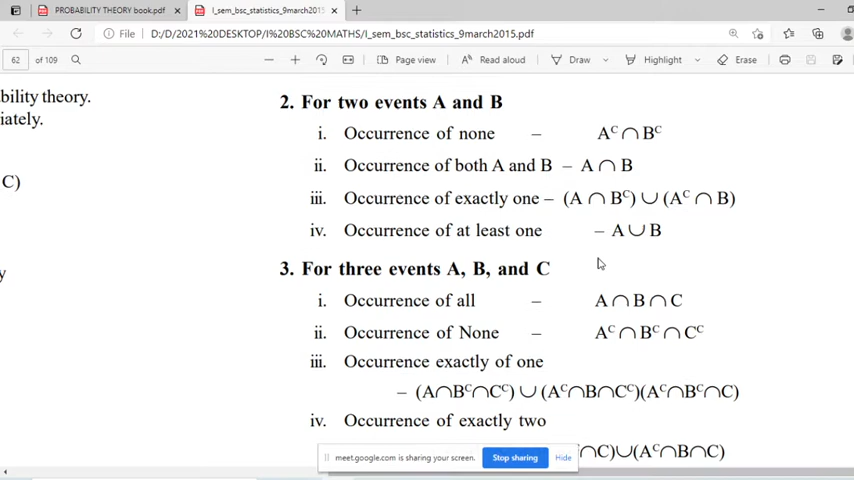 PROBABILITY THEORY book.pdf
I_sem_bsc_statistics_9march2015.p
File | D:/D/2021%20DESKTOP/I%20BSC%20MATHS/I_sem_bsc_statistics_9march2015.pdf
62 of 109
Page view
Read aloud
Draw
Highlight
Erase
bility theory.
iately.
C)
y
2. For two events A and B
i. Occurrence of none – Aᶜ ∩ Bᶜ
ii. Occurrence of both A and B – A ∩ B
iii. Occurrence of exactly one – (A ∩ Bᶜ) ∪ (Aᶜ ∩ B)
iv. Occurrence of at least one – A ∪ B
3. For three events A, B, and C
i. Occurrence of all – A ∩ B ∩ C
ii. Occurrence of None – Aᶜ ∩ Bᶜ ∩ Cᶜ
iii. Occurrence exactly of one
– (A∩Bᶜ∩Cᶜ) ∪ (Aᶜ∩B∩Cᶜ)(Aᶜ∩Bᶜ∩C)
iv. Occurrence of exactly two
∩C)∪(Aᶜ∩B∩C)
meet.google.com is sharing your screen.
Stop sharing
Hide